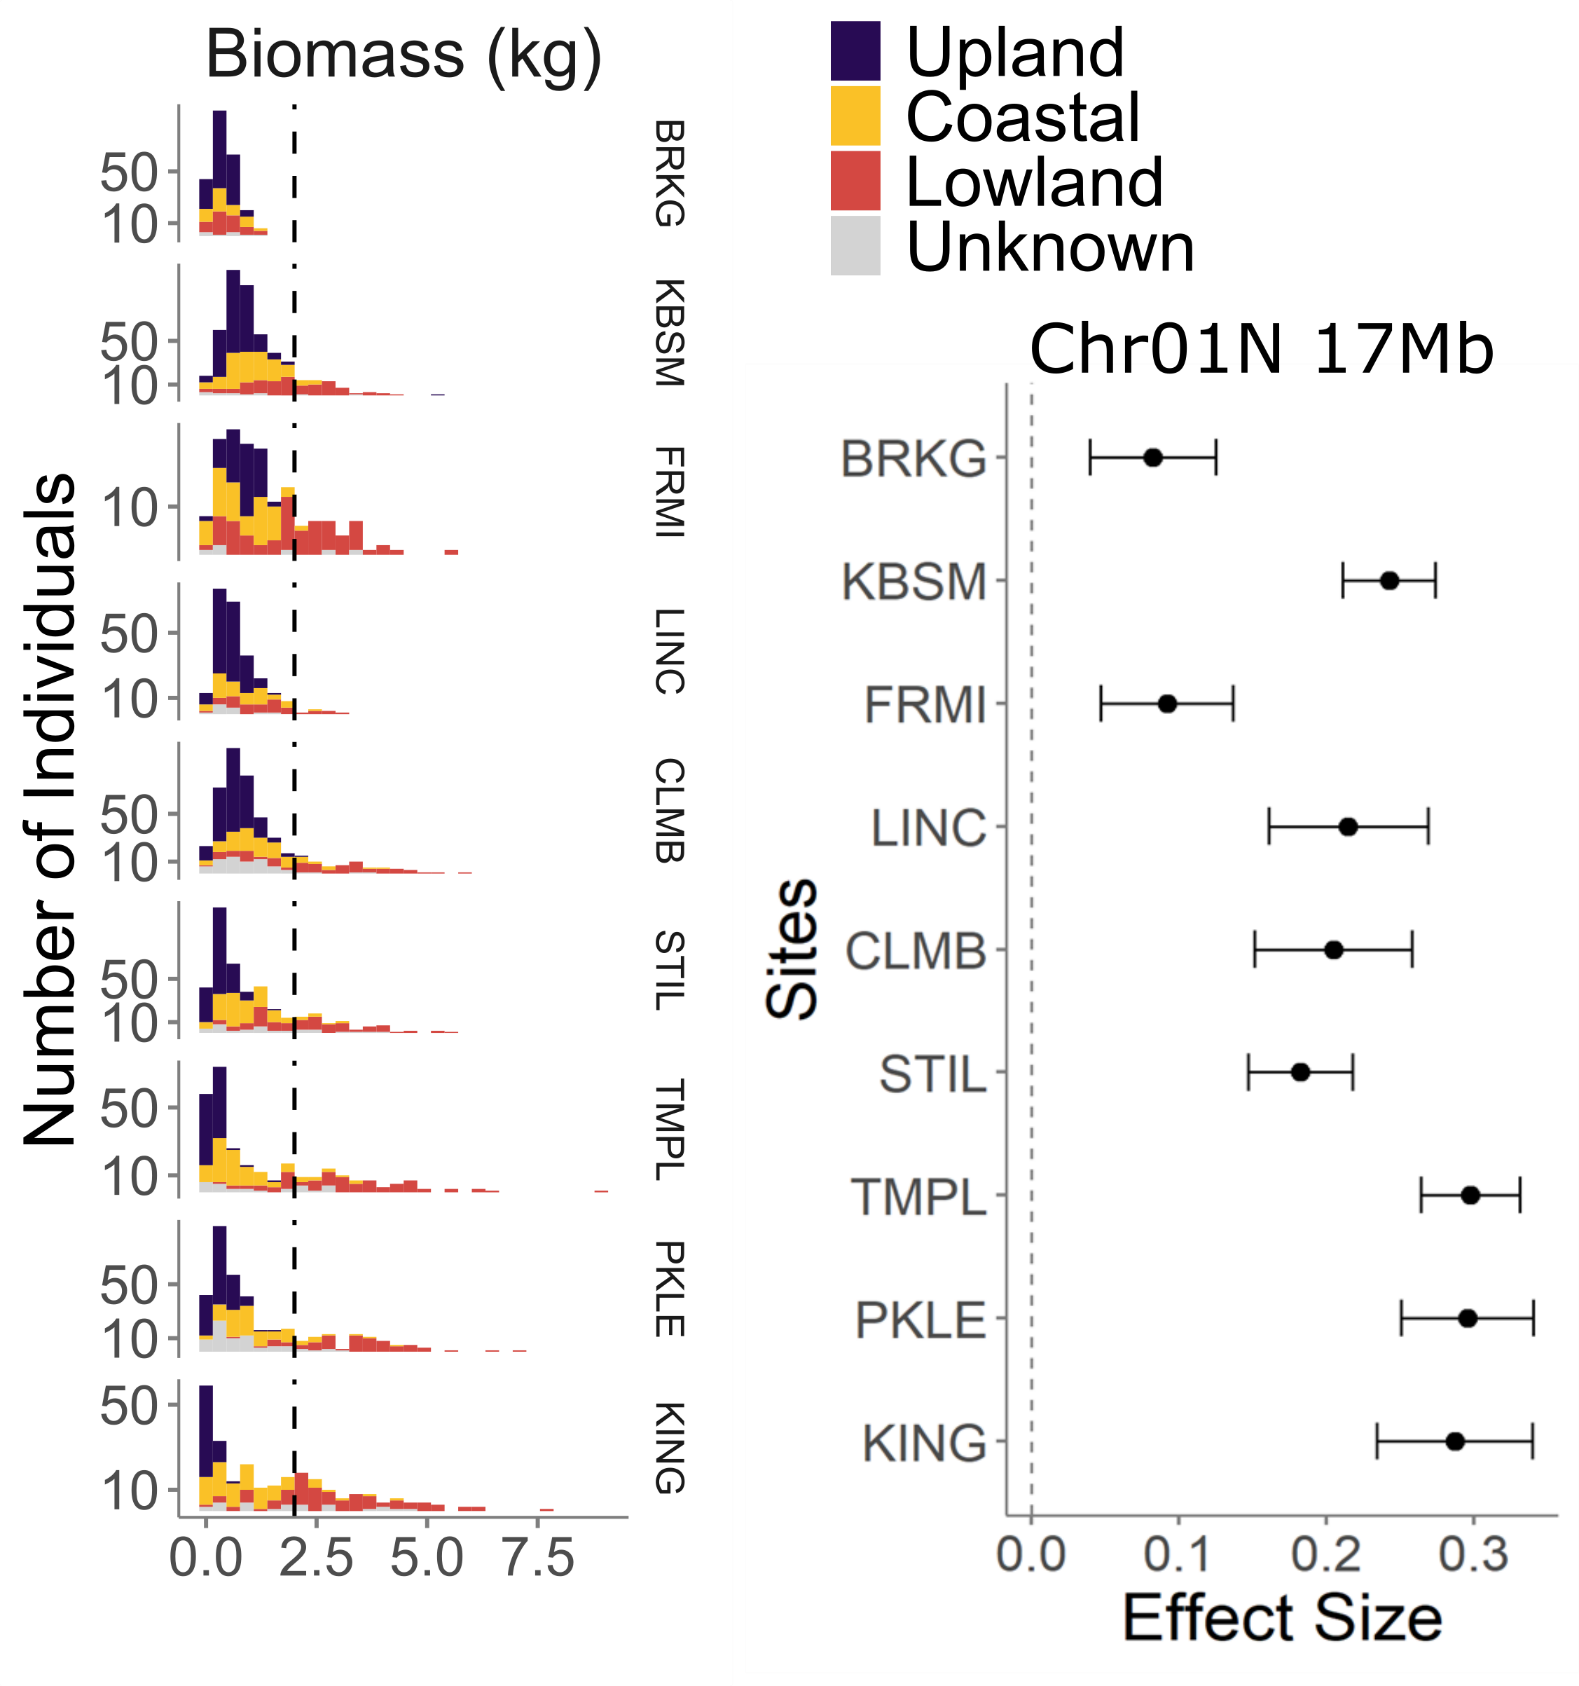 Biomass (kg)
Number of Individuals
50
10
BRKG
50
10
KBSM
10
FRMI
50
10
LINC
50
10
CLMB
50
10
STIL
50
10
TMPL
50
10
PKLE
50
10
KING
0.0 2.5 5.0 7.5
Upland
Coastal
Lowland
Unknown
Chr01N 17Mb
Sites
BRKG
KBSM
FRMI
LINC
CLMB
STIL
TMPL
PKLE
KING
0.0 0.1 0.2 0.3
Effect Size